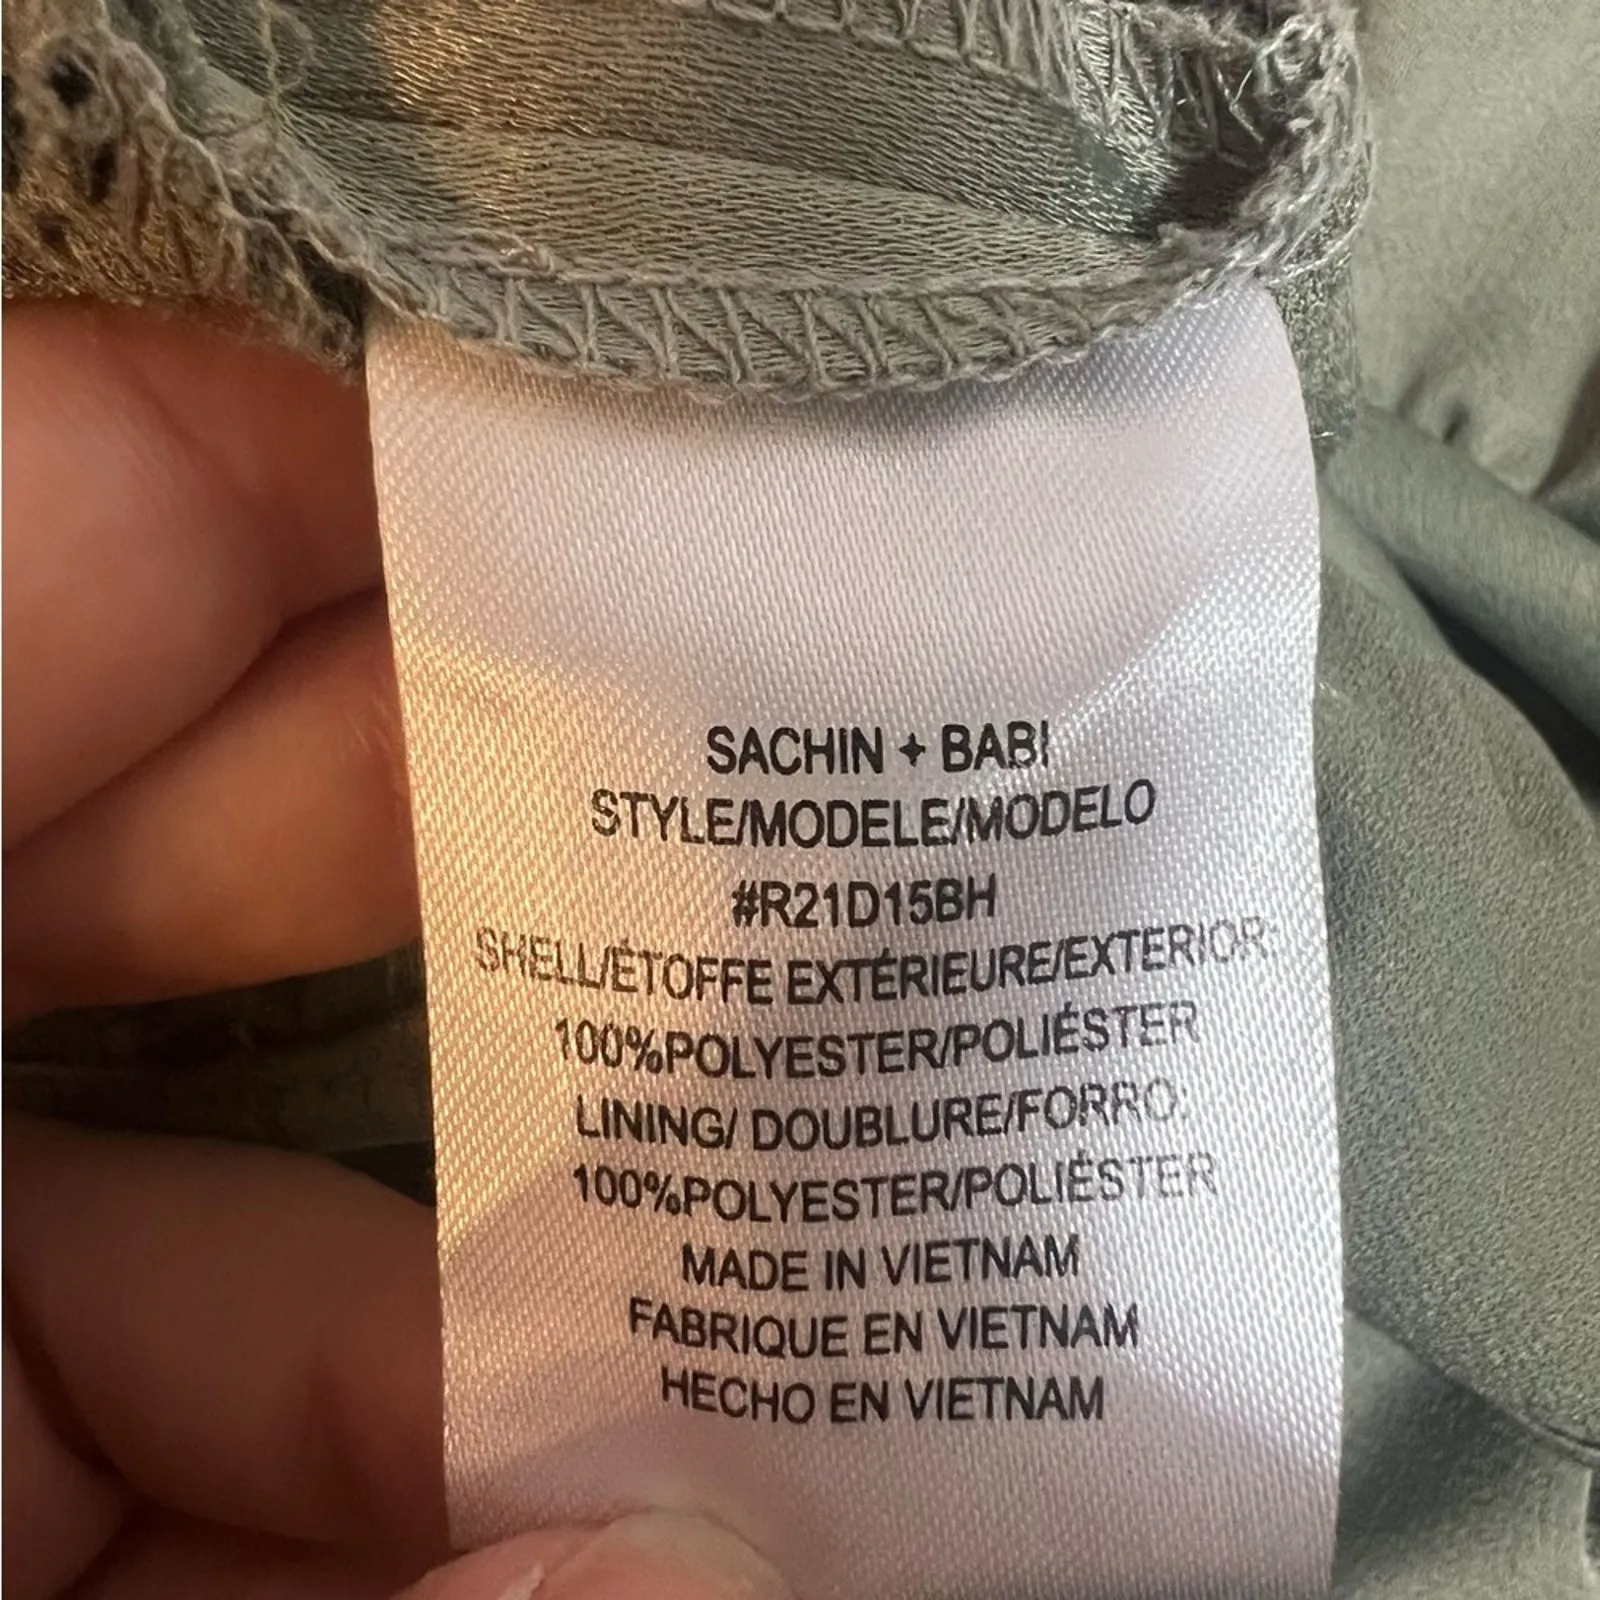 SACHIN + BABI
STYLE/MODELE/MODELO
#R21D15BH
SHELL/ÉTOFFE EXTÉRIEURE/EXTERIOR:
100%POLYESTER/POLIÉSTER
LINING/ DOUBLURE/FORRO:
100%POLYESTER/POLIÉSTER
MADE IN VIETNAM
FABRIQUE EN VIETNAM
HECHO EN VIETNAM